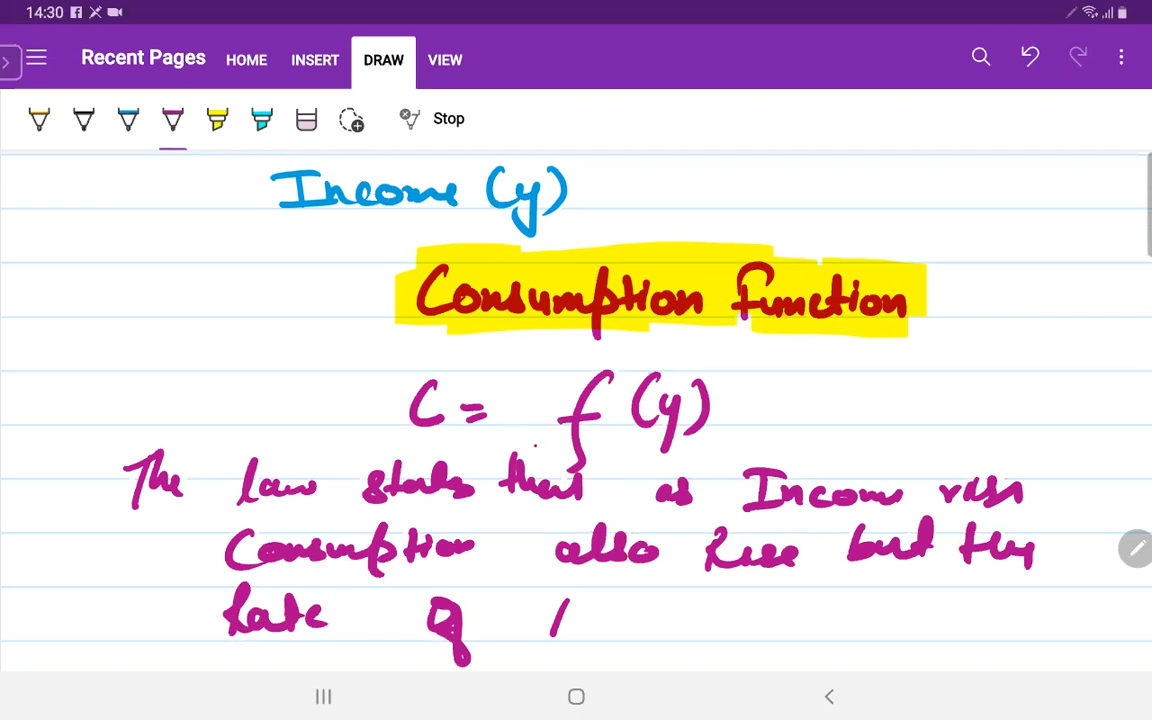 14:30
Recent Pages HOME INSERT DRAW VIEW
Stop
Income (y)
Consumption Function
C = f (y)
The law states that as Income rises
Consumption also Rise but the
Rate of